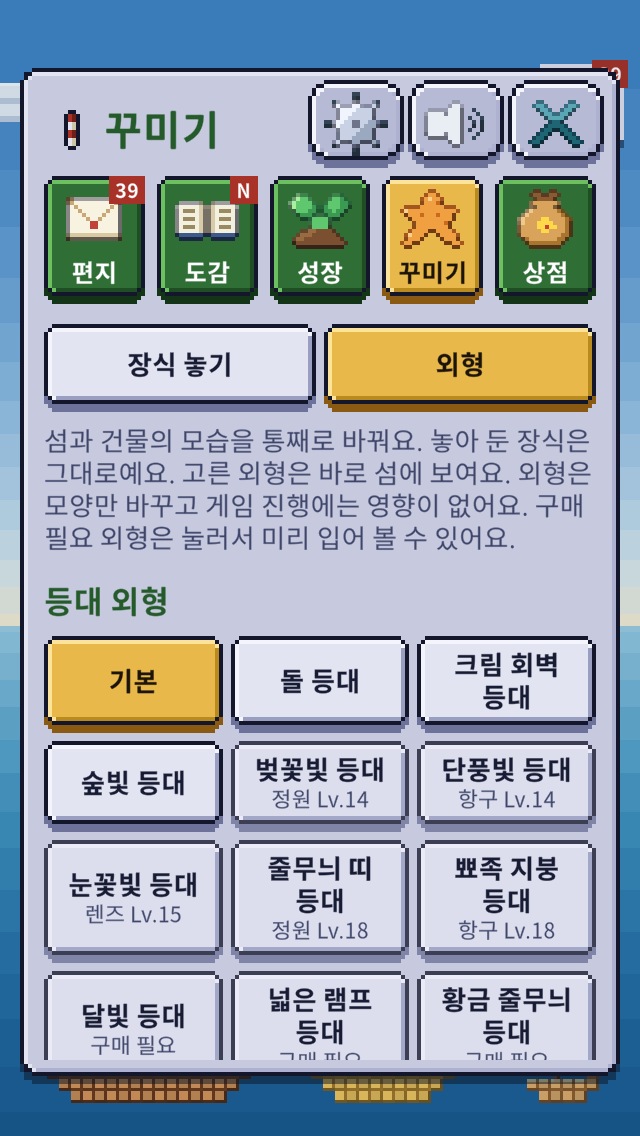 꾸미기
39
N
편지
도감
성장
꾸미기
상점
장식 놓기
외형
섬과 건물의 모습을 통째로 바꿔요. 놓아 둔 장식은
그대로예요. 고른 외형은 바로 섬에 보여요. 외형은
모양만 바꾸고 게임 진행에는 영향이 없어요. 구매
필요 외형은 눌러서 미리 입어 볼 수 있어요.
등대 외형
기본
돌 등대
크림 회벽
등대
숲빛 등대
벚꽃빛 등대
정원 Lv.14
단풍빛 등대
항구 Lv.14
눈꽃빛 등대
렌즈 Lv.15
줄무늬 띠
등대
정원 Lv.18
뾰족 지붕
등대
항구 Lv.18
달빛 등대
구매 필요
넓은 램프
등대
황금 줄무늬
등대